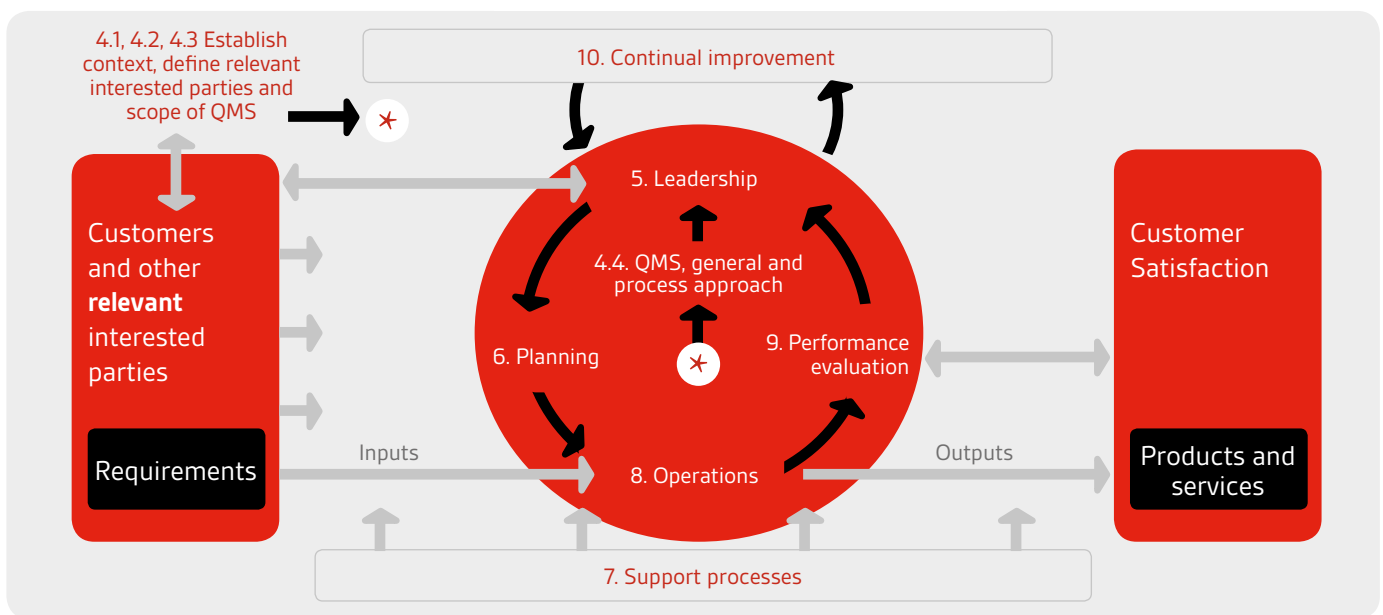 4.1, 4.2, 4.3 Establish
context, define relevant
interested parties and
scope of QMS
10. Continual improvement
Customers
and other
relevant
interested
parties
Requirements
Inputs
5. Leadership
4.4. QMS, general and
process approach
6. Planning
9. Performance
evaluation
8. Operations
Outputs
Customer
Satisfaction
Products and
services
7. Support processes